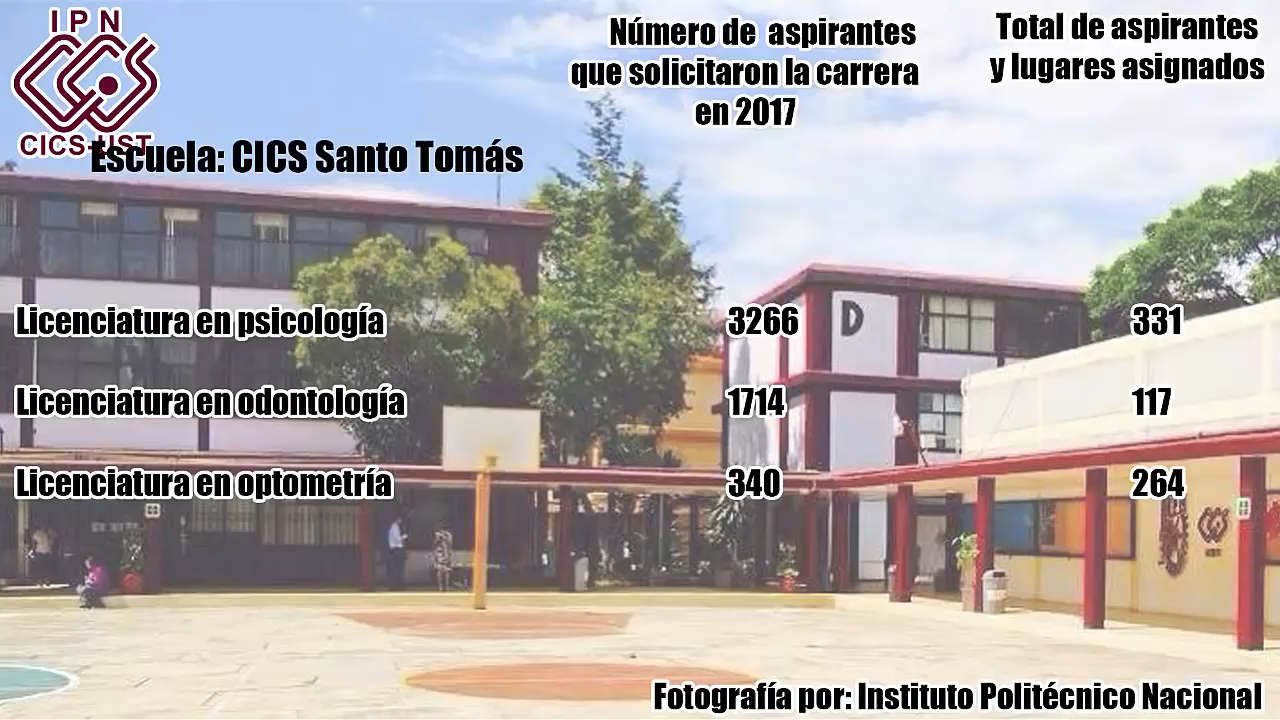 IPN
CICS-UST
Escuela: CICS Santo Tomás
Número de aspirantes
que solicitaron la carrera
en 2017
Total de aspirantes
y lugares asignados
D
Licenciatura en psicología 3266 331
Licenciatura en odontología 1714 117
Licenciatura en optometría 340 264
Fotografía por: Instituto Politécnico Nacional